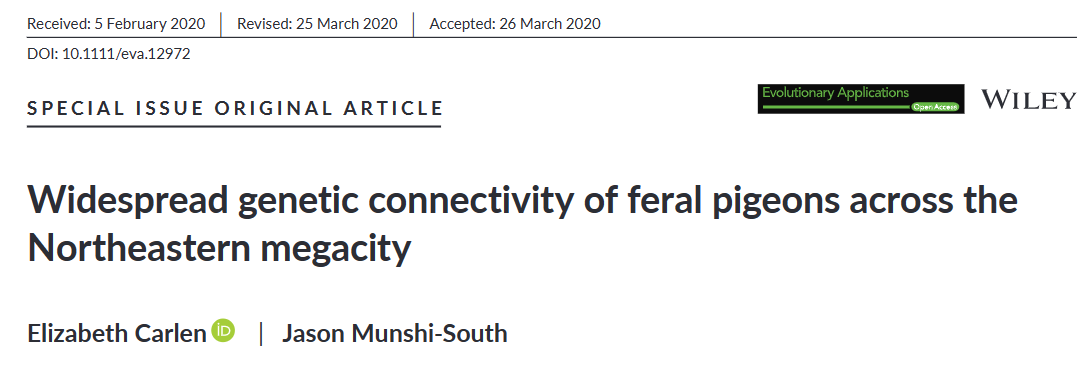 Received: 5 February 2020 | Revised: 25 March 2020 | Accepted: 26 March 2020
DOI: 10.1111/eva.12972
SPECIAL ISSUE ORIGINAL ARTICLE
Evolutionary Applications
Open Access
WILEY
Widespread genetic connectivity of feral pigeons across the
Northeastern megacity
Elizabeth Carlen iD | Jason Munshi-South